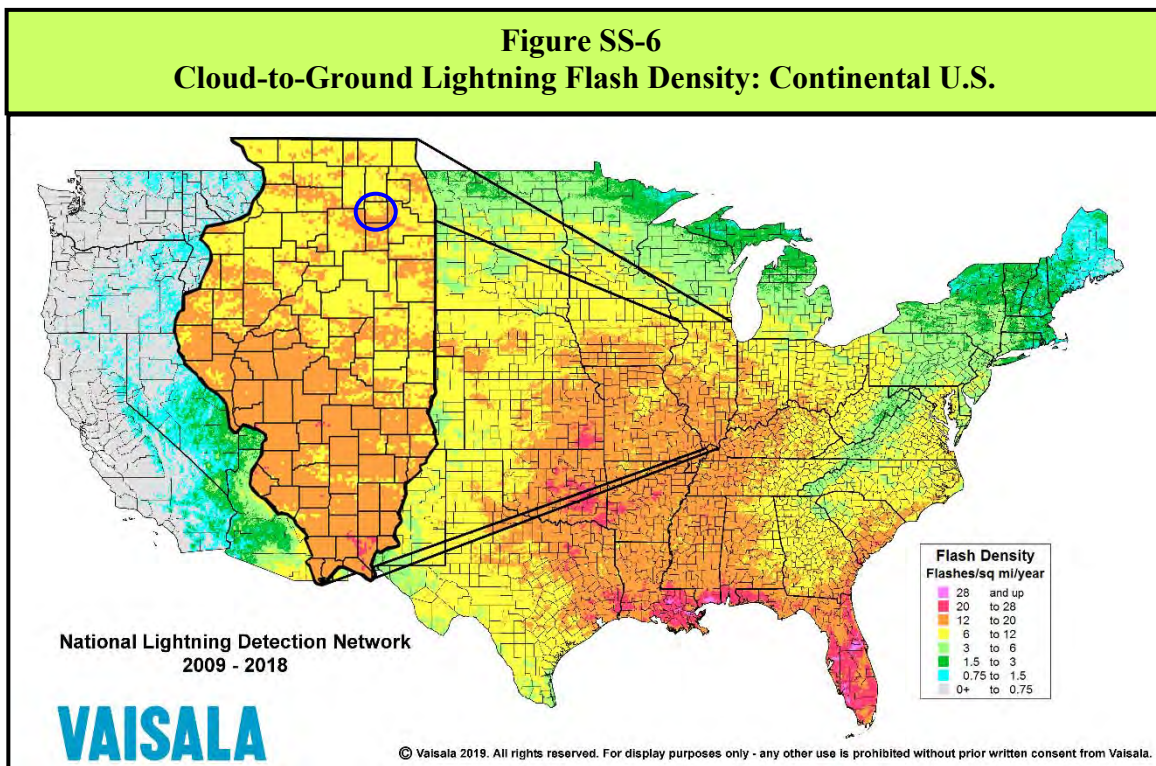 Figure SS-6
Cloud-to-Ground Lightning Flash Density: Continental U.S.
Flash Density
Flashes/sq mi/year
28 and up
20 to 28
12 to 20
6 to 12
3 to 6
1.5 to 3
0.75 to 1.5
0+ to 0.75
National Lightning Detection Network
2009 - 2018
VAISALA
© Vaisala 2019. All rights reserved. For display purposes only - any other use is prohibited without prior written consent from Vaisala.